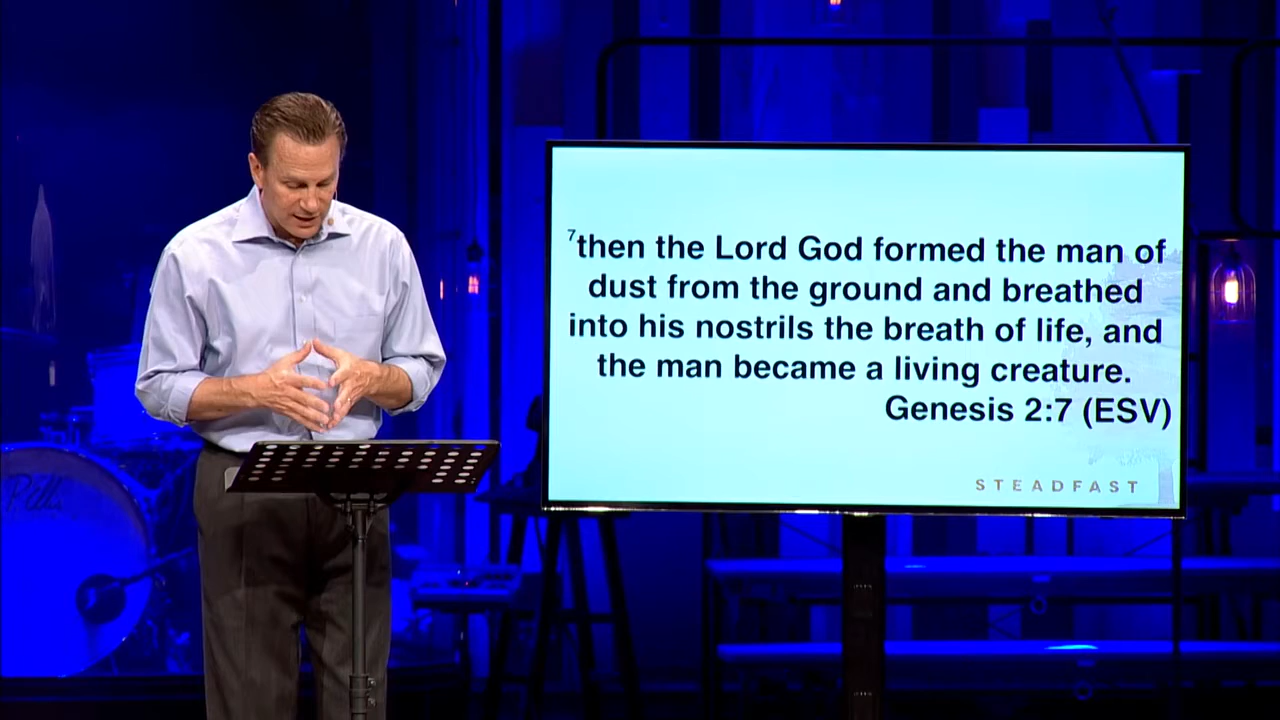 7then the Lord God formed the man of
dust from the ground and breathed
into his nostrils the breath of life, and
the man became a living creature.
Genesis 2:7 (ESV)
STEADFAST